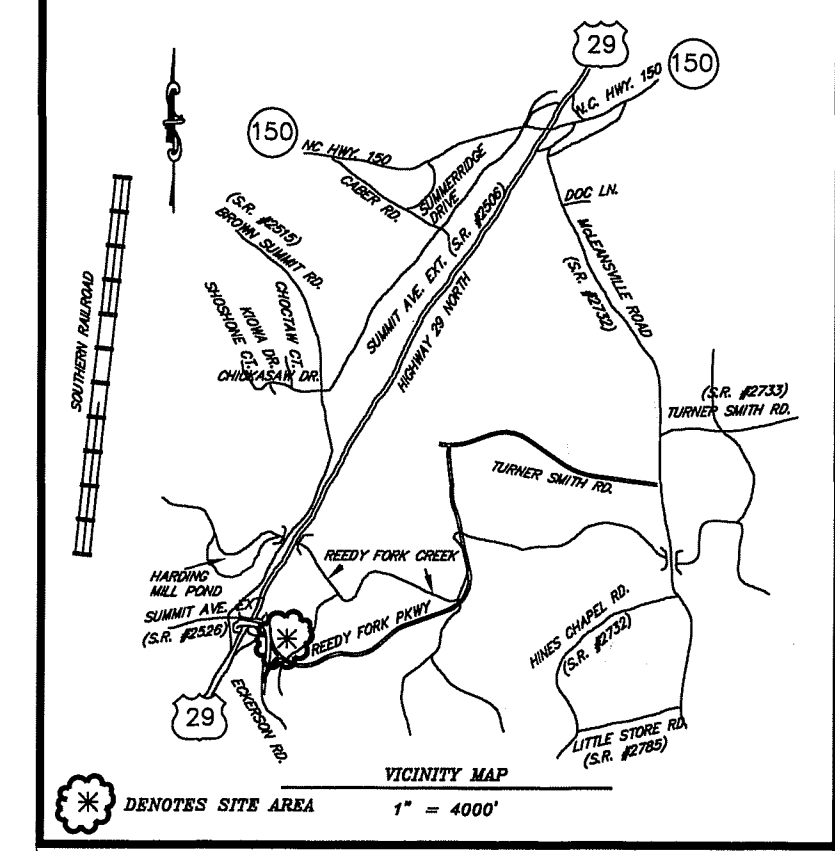 29
150
N.C. HWY. 150
150
NC HWY. 150
CABER RD.
SUMMERRIDGE
DRIVE
DOC LN.
McLEANSVILLE ROAD
(S.R. #2732)
(S.R. #2515)
BROWN SUMMIT RD.
SUMMIT AVE. EXT. (S.R. #2506)
HIGHWAY 29 NORTH
SOUTHERN RAILROAD
CHOCTAW CT.
KIOWA DR.
SHOSHONE CT.
CHICKASAW DR.
(S.R. #2733)
TURNER SMITH RD.
TURNER SMITH RD.
REEDY FORK CREEK
HARDING
MILL POND
SUMMIT AVE. EXT
(S.R. #2526)
REEDY FORK PKWY
HINES CHAPEL RD.
(S.R. #2732)
ECKERSON RD.
29
LITTLE STORE RD.
(S.R. #2785)
VICINITY MAP
1" = 4000'
DENOTES SITE AREA